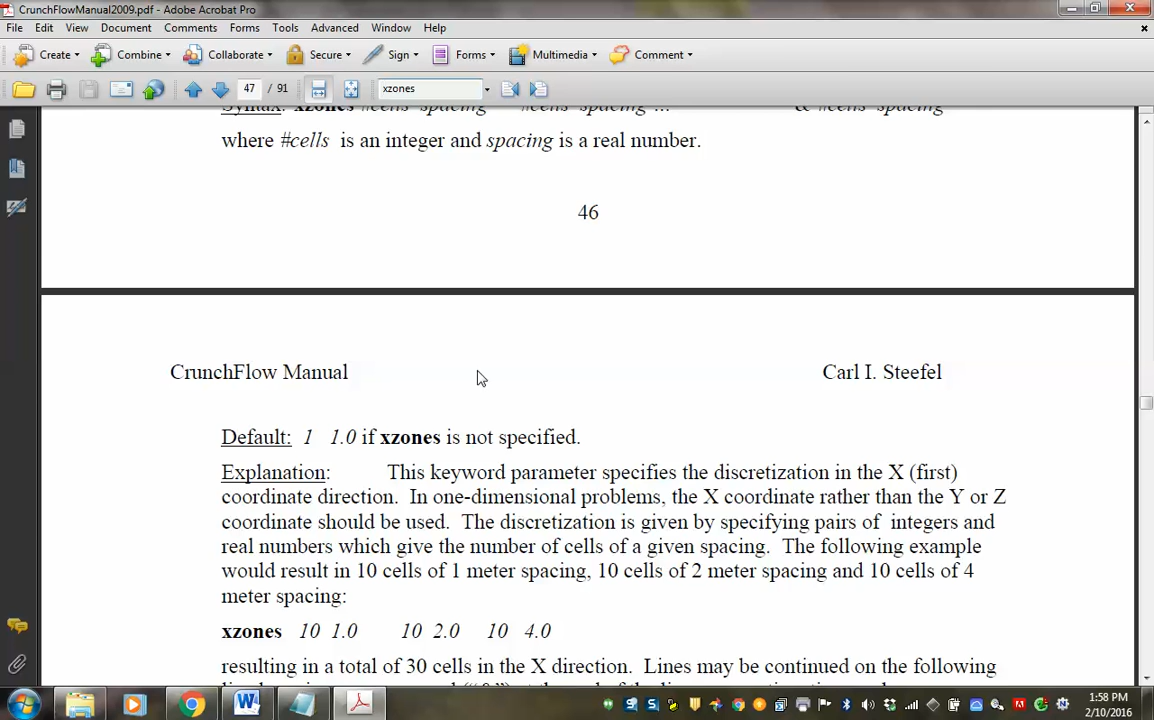 CrunchFlowManual2009.pdf - Adobe Acrobat Pro
File Edit View Document Comments Forms Tools Advanced Window Help
Create Combine Collaborate Secure Sign Forms Multimedia Comment
47 / 91 xzones
Syntax: xzones #cells spacing #cells spacing ... & #cells spacing
where #cells is an integer and spacing is a real number.
46
CrunchFlow Manual Carl I. Steefel
Default: 1 1.0 if xzones is not specified.
Explanation: This keyword parameter specifies the discretization in the X (first)
coordinate direction. In one-dimensional problems, the X coordinate rather than the Y or Z
coordinate should be used. The discretization is given by specifying pairs of integers and
real numbers which give the number of cells of a given spacing. The following example
would result in 10 cells of 1 meter spacing, 10 cells of 2 meter spacing and 10 cells of 4
meter spacing:
xzones 10 1.0 10 2.0 10 4.0
resulting in a total of 30 cells in the X direction. Lines may be continued on the following
1:58 PM
2/10/2016